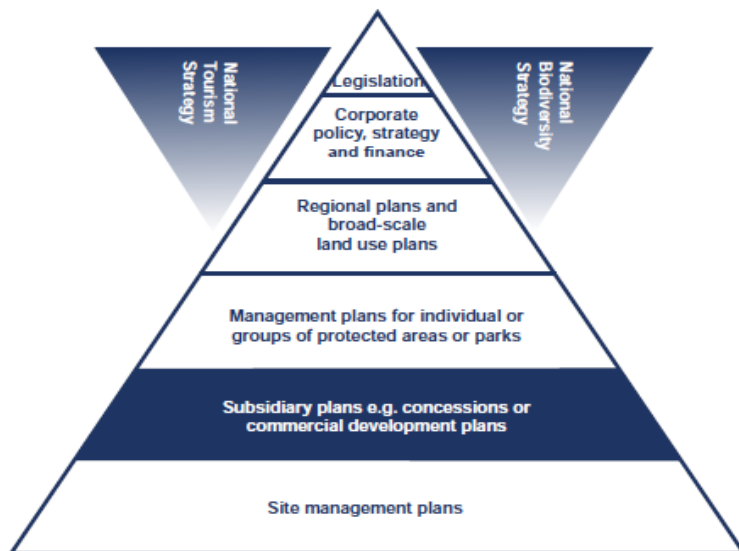 National
Tourism
Strategy
National
Biodiversity
Strategy
Legislation
Corporate
policy, strategy
and finance
Regional plans and
broad-scale
land use plans
Management plans for individual or
groups of protected areas or parks
Subsidiary plans e.g. concessions or
commercial development plans
Site management plans